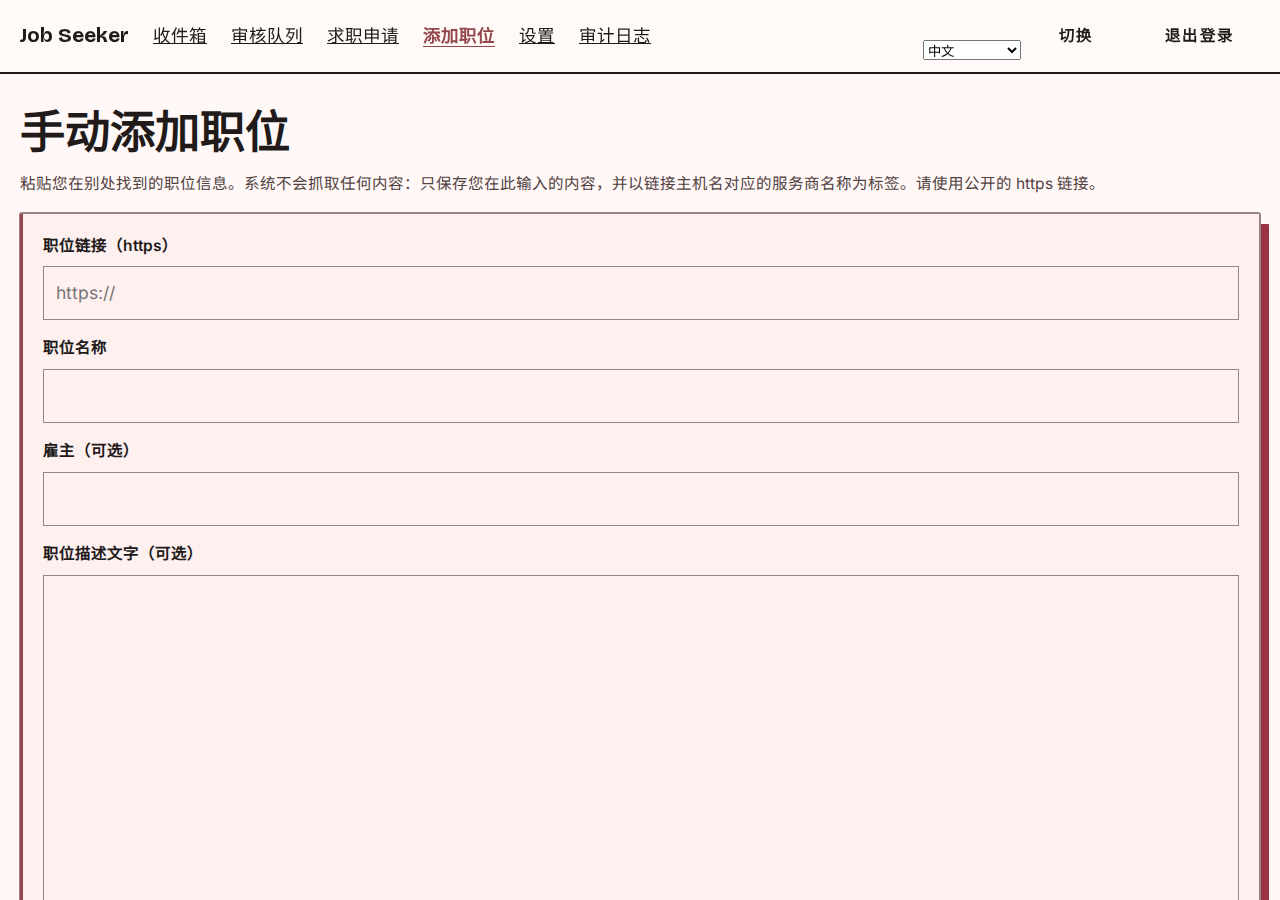 Job Seeker 收件箱 审核队列 求职申请 添加职位 设置 审计日志 中文 切换 退出登录
手动添加职位
粘贴您在别处找到的职位信息。系统不会抓取任何内容：只保存您在此输入的内容，并以链接主机名对应的服务商名称为标签。请使用公开的 https 链接。
职位链接（https）
https://
职位名称
雇主（可选）
职位描述文字（可选）